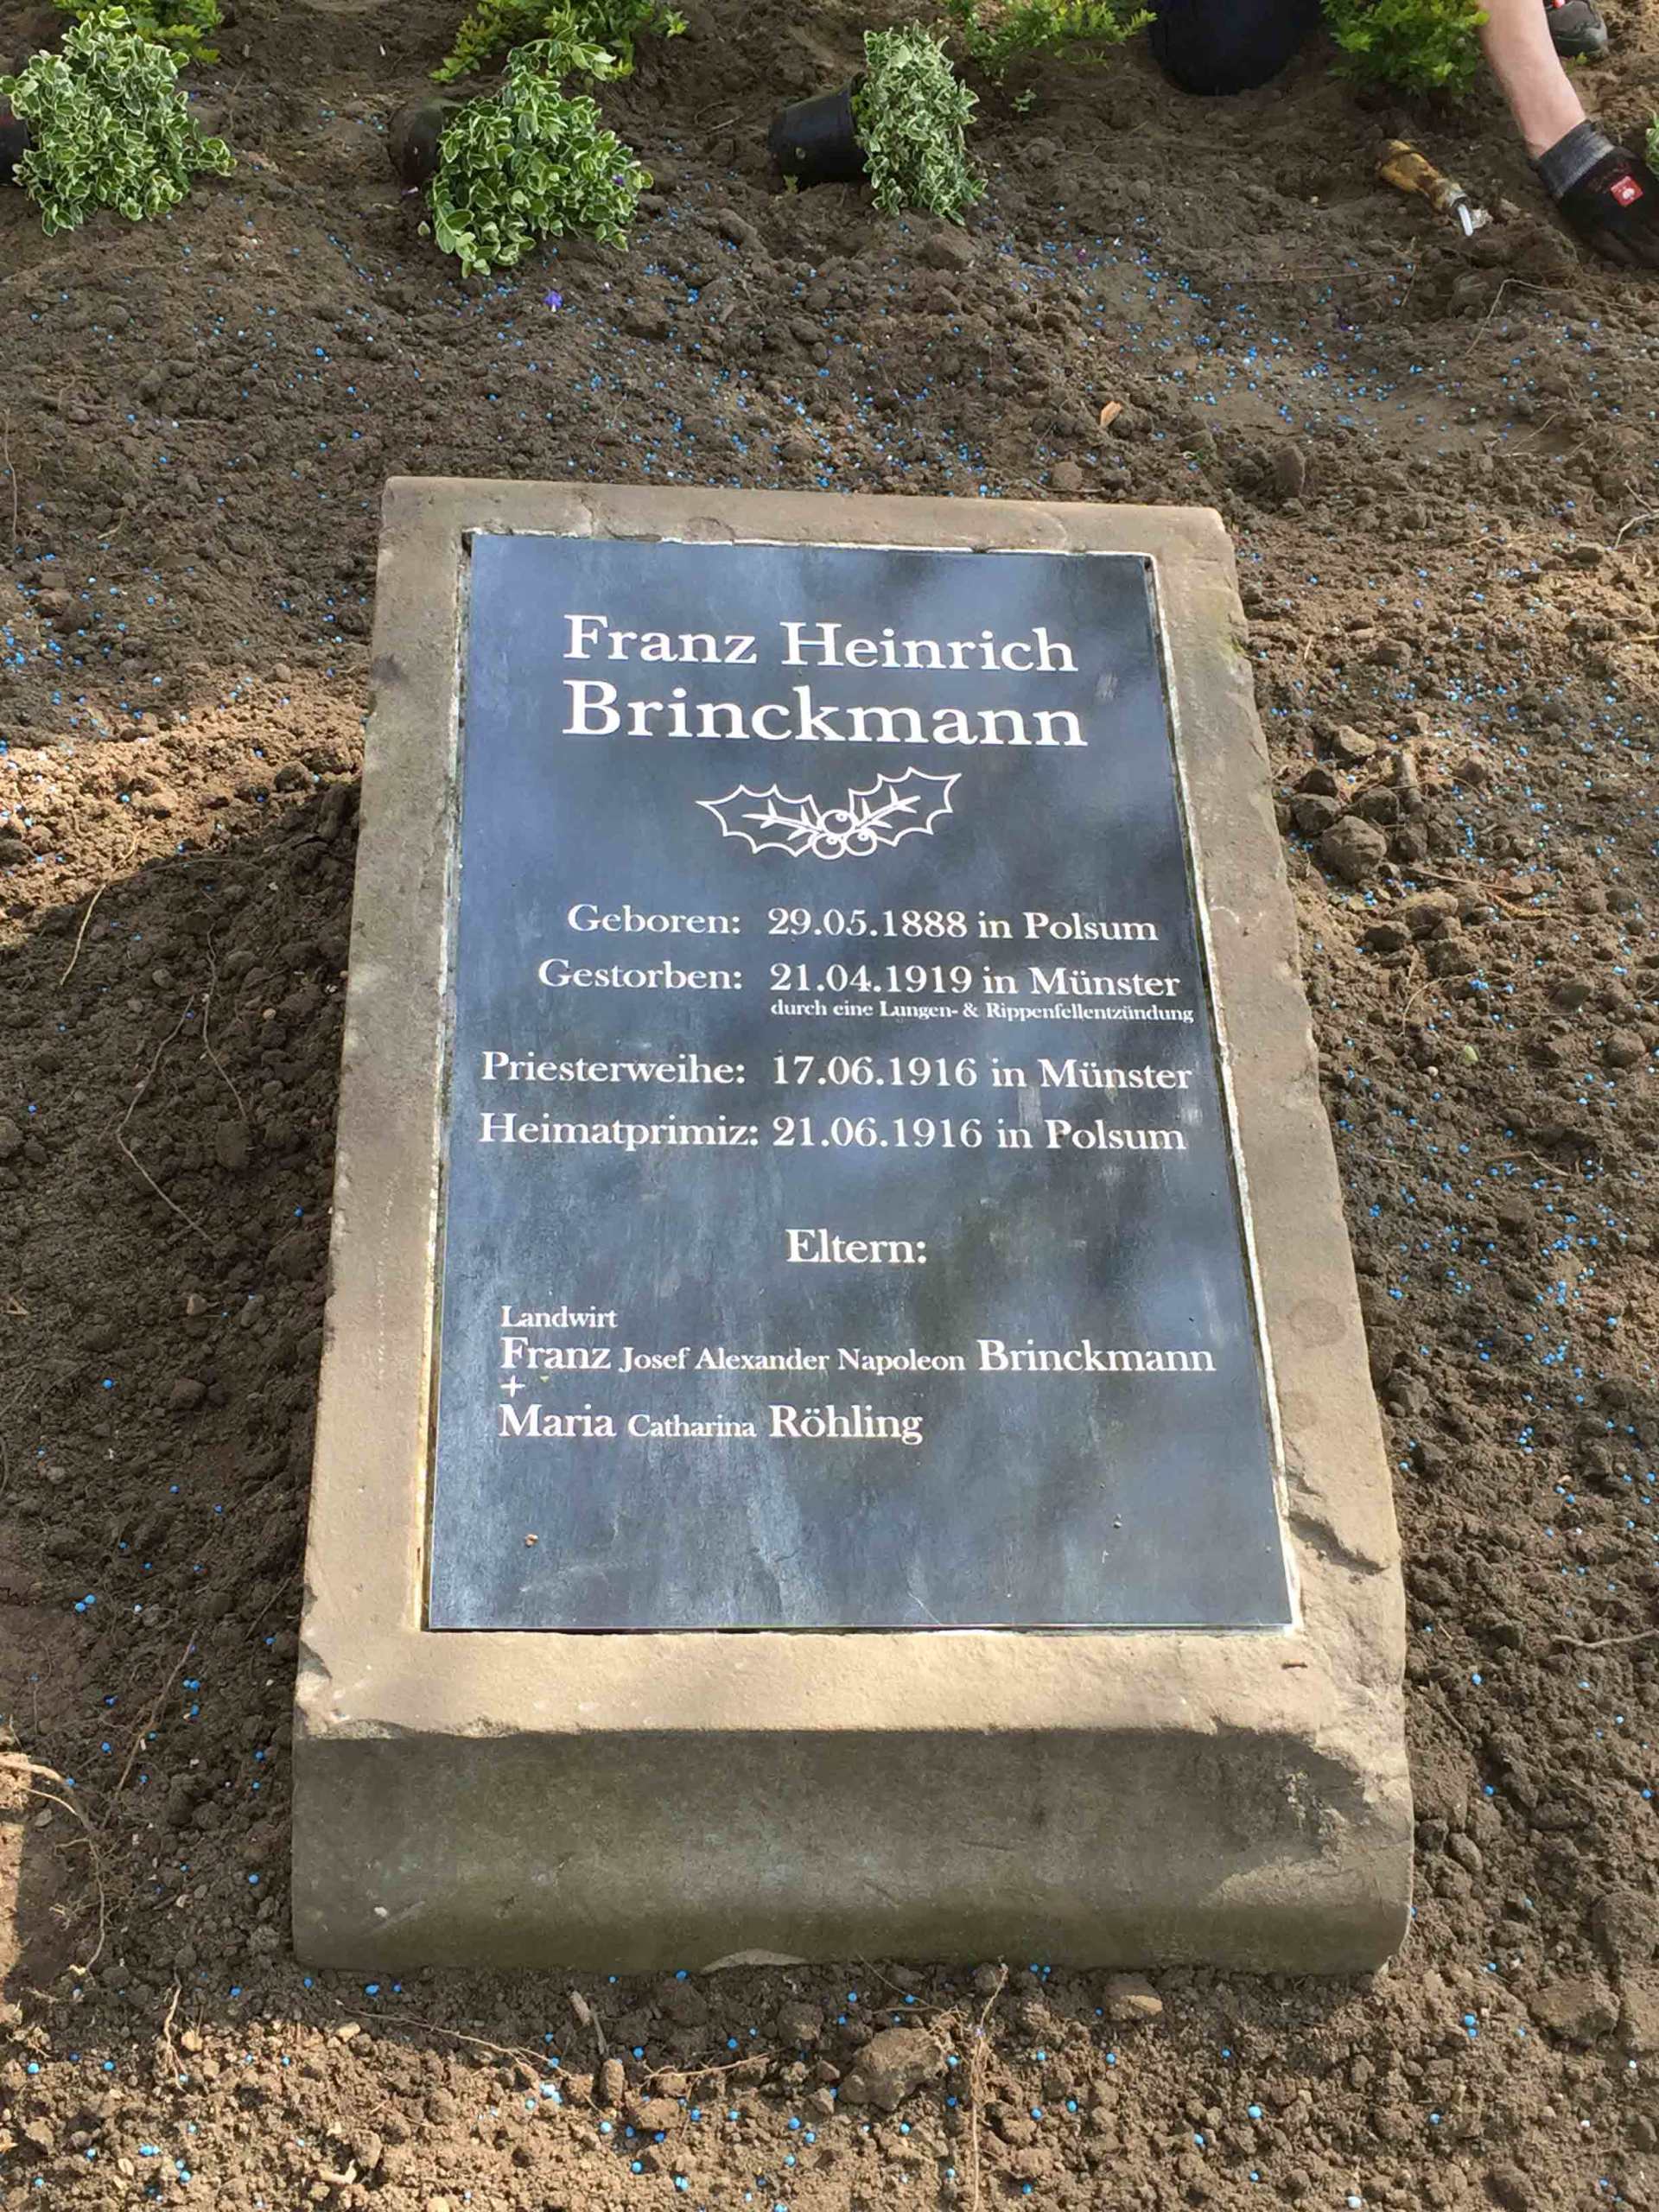 Franz Heinrich
Brinckmann
Geboren: 29.05.1888 in Polsum
Gestorben: 21.04.1919 in Münster
durch eine Lungen- & Rippenfellentzündung
Priesterweihe: 17.06.1916 in Münster
Heimatprimiz: 21.06.1916 in Polsum
Eltern:
Landwirt
Franz Josef Alexander Napoleon Brinckmann
+
Maria Catharina Röhling